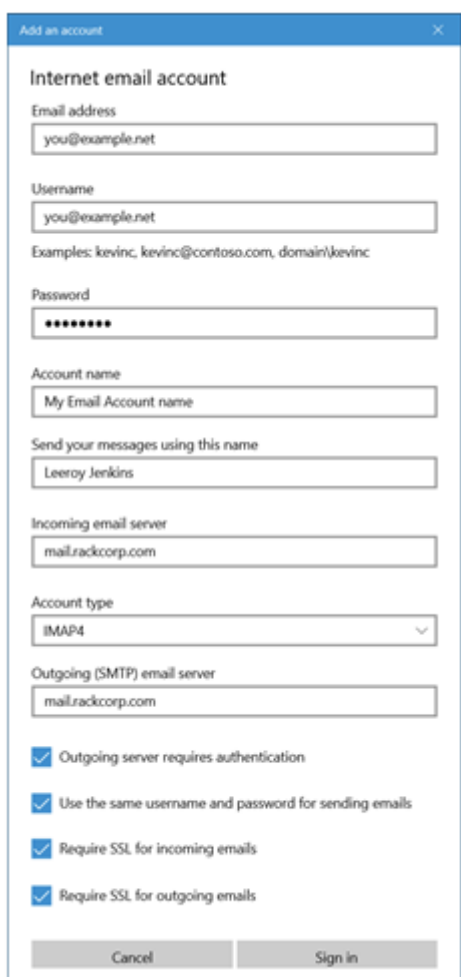 Add an account
Internet email account
Email address
you@example.net
Username
you@example.net
Examples: kevinc, kevinc@contoso.com, domain\kevinc
Password
••••••••
Account name
My Email Account name
Send your messages using this name
Leeroy Jenkins
Incoming email server
mail.rackcorp.com
Account type
IMAP4
Outgoing (SMTP) email server
mail.rackcorp.com
Outgoing server requires authentication
Use the same username and password for sending emails
Require SSL for incoming emails
Require SSL for outgoing emails
Cancel Sign in